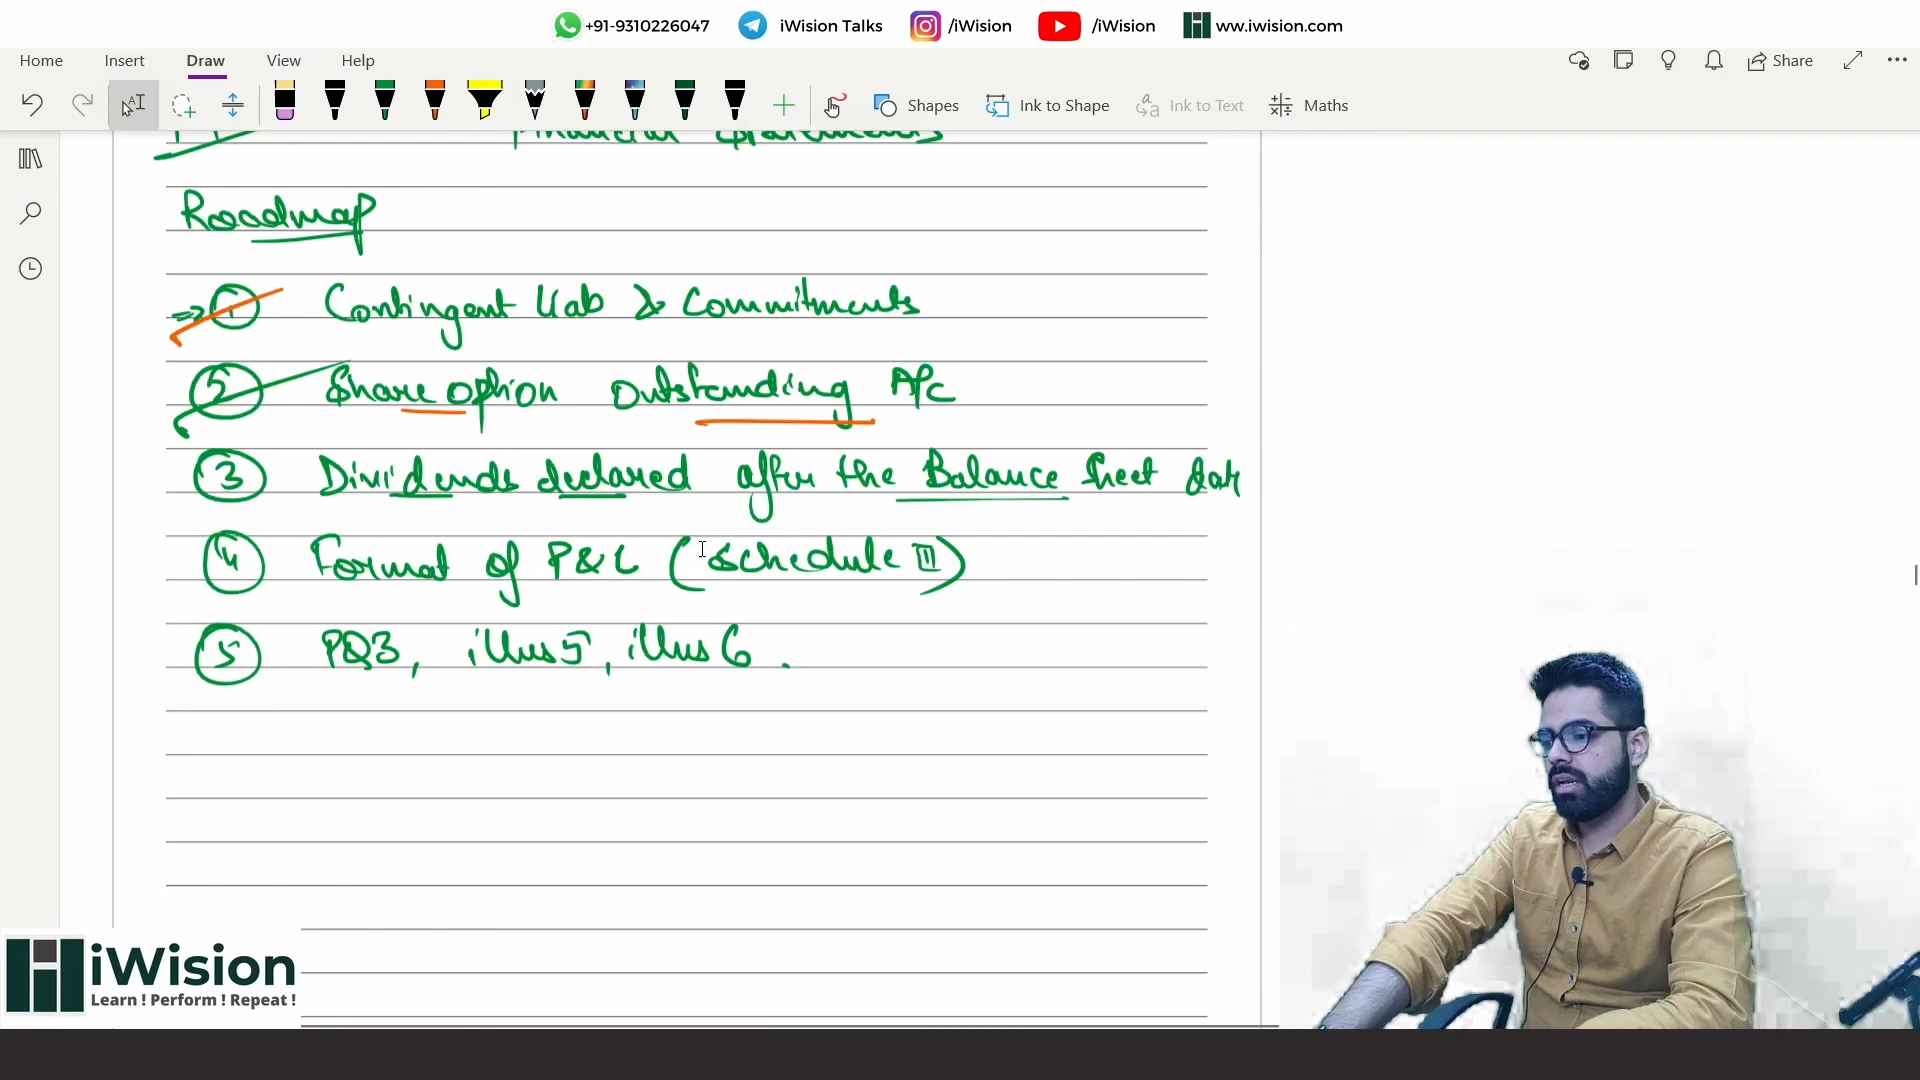 +91-9310226047 iWision Talks /iWision /iWision ww.iwision.com
Home Insert Draw View Help Share
Shapes Ink to Shape Ink to Text Maths
Financial Statements
Roadmap
=> 1 Contingent liab & Commitments
2 Share option Outstanding A/c
3 Dividends declared after the Balance Sheet date
4 Format of P&L (Schedule III)
5 PQ3, illus 5, illus 6.
iWision
Learn ! Perform ! Repeat !